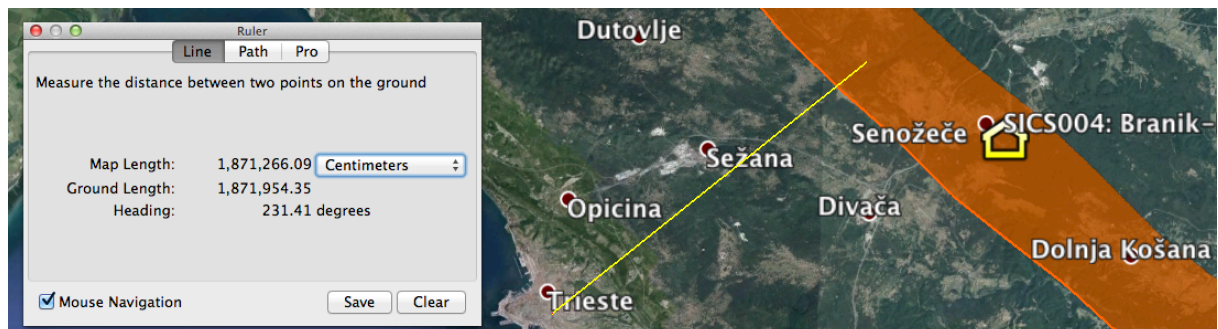 Ruler
Line Path Pro
Measure the distance between two points on the ground
Map Length: 1,871,266.09 Centimeters
Ground Length: 1,871,954.35
Heading: 231.41 degrees
Mouse Navigation Save Clear
Dutovlje
Senožeče
SICS004: Branik-
Sežana
Opicina
Divača
Dolnja Košana
Trieste